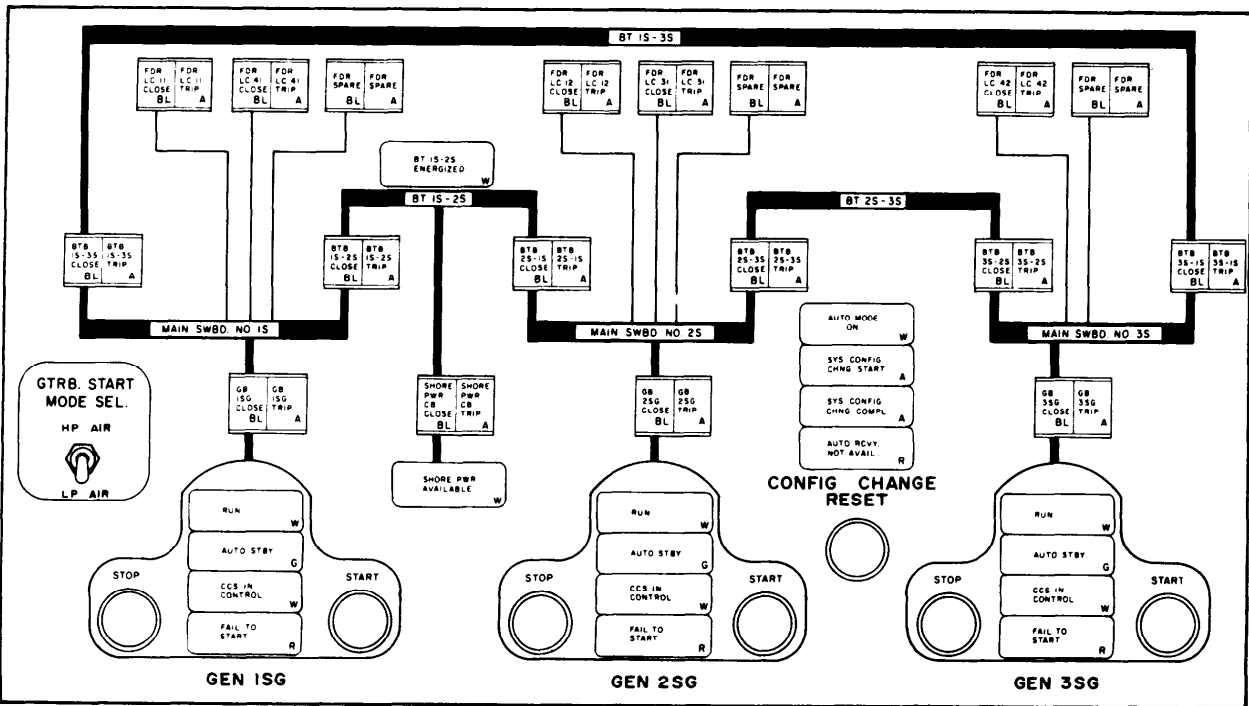 BT 1S-3S
FDR LC 11 CLOSE BL
FDR LC 11 TRIP A
FDR LC 41 CLOSE BL
FDR LC 41 TRIP A
FDR SPARE BL
FDR SPARE A
FDR LC 12 CLOSE BL
FDR LC 12 TRIP A
FDR LC 31 CLOSE BL
FDR LC 31 TRIP A
FDR SPARE BL
FDR SPARE A
FDR LC 42 CLOSE BL
FDR LC 42 TRIP A
FDR SPARE BL
FDR SPARE A
BT 1S-2S
ENERGIZED
W
BT 1S-2S
BT 2S-3S
BTB 1S-3S CLOSE BL
BTB 1S-3S TRIP A
BTB 1S-2S CLOSE BL
BTB 1S-2S TRIP A
BTB 2S-1S CLOSE BL
BTB 2S-1S TRIP A
BTB 2S-3S CLOSE BL
BTB 2S-3S TRIP A
BTB 3S-2S CLOSE BL
BTB 3S-2S TRIP A
BTB 3S-1S CLOSE BL
BTB 3S-1S TRIP A
MAIN SWBD. NO 1S
MAIN SWBD NO. 2S
MAIN SWBD. NO 3S
AUTO MODE
ON
W
SYS CONFIG
CHNG START
A
SYS CONFIG
CHNG COMPL
A
AUTO RCVY.
NOT AVAIL.
R
GTRB. START
MODE SEL.
HP AIR
LP AIR
GB 1SG CLOSE BL
GB 1SG TRIP A
SHORE PWR CB CLOSE BL
SHORE PWR CB TRIP A
GB 2SG CLOSE BL
GB 2SG TRIP A
GB 3SG CLOSE BL
GB 3SG TRIP A
SHORE PWR
AVAILABLE
W
CONFIG CHANGE
RESET
RUN
W
AUTO STBY
G
CCS IN
CONTROL
W
FAIL TO
START
R
STOP
START
GEN 1SG
RUN
W
AUTO STBY
G
CCS IN
CONTROL
W
FAIL TO
START
R
STOP
START
GEN 2SG
RUN
W
AUTO STBY.
G
CCS IN
CONTROL
W
FAIL TO
START
R
STOP
START
GEN 3SG